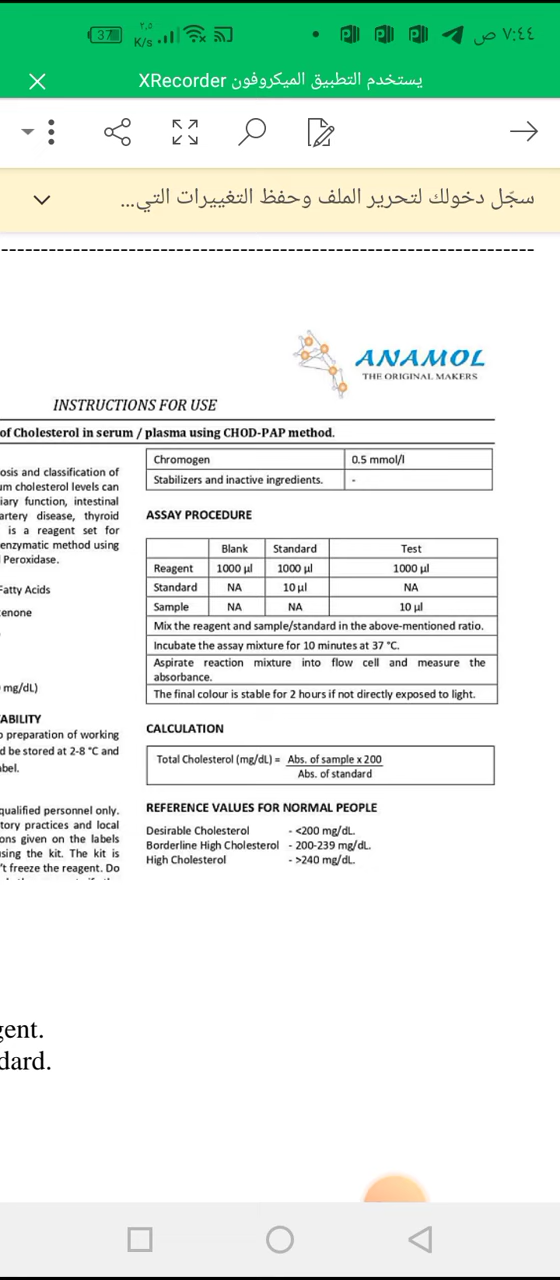 37
٢,٥
K/s
٧:٤٤ ص
يستخدم التطبيق الميكروفون XRecorder
سجّل دخولك لتحرير الملف وحفظ التغييرات التي...
ANAMOL
THE ORIGINAL MAKERS
INSTRUCTIONS FOR USE
of Cholesterol in serum / plasma using CHOD-PAP method.
osis and classification of
um cholesterol levels can
iary function, intestinal
artery disease, thyroid
is a reagent set for
enzymatic method using
Peroxidase.
Fatty Acids
enone
mg/dL)
ABILITY
o preparation of working
d be stored at 2-8 °C and
abel.
qualified personnel only.
tory practices and local
ons given on the labels
using the kit. The kit is
't freeze the reagent. Do
Chromogen 0.5 mmol/l
Stabilizers and inactive ingredients. -
ASSAY PROCEDURE
Blank Standard Test
Reagent 1000 µl 1000 µl 1000 µl
Standard NA 10 µl NA
Sample NA NA 10 µl
Mix the reagent and sample/standard in the above-mentioned ratio.
Incubate the assay mixture for 10 minutes at 37 °C.
Aspirate reaction mixture into flow cell and measure the
absorbance.
The final colour is stable for 2 hours if not directly exposed to light.
CALCULATION
Total Cholesterol (mg/dL) = Abs. of sample x 200
Abs. of standard
REFERENCE VALUES FOR NORMAL PEOPLE
Desirable Cholesterol - <200 mg/dL.
Borderline High Cholesterol - 200-239 mg/dL.
High Cholesterol - >240 mg/dL.
gent.
dard.